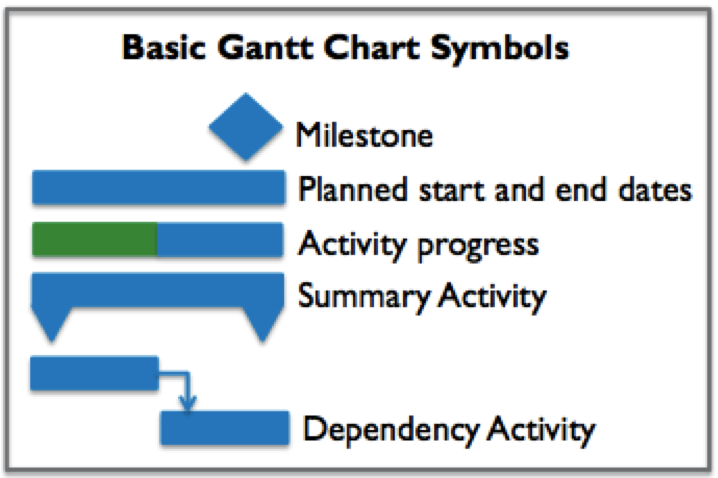 Basic Gantt Chart Symbols
Milestone
Planned start and end dates
Activity progress
Summary Activity
Dependency Activity